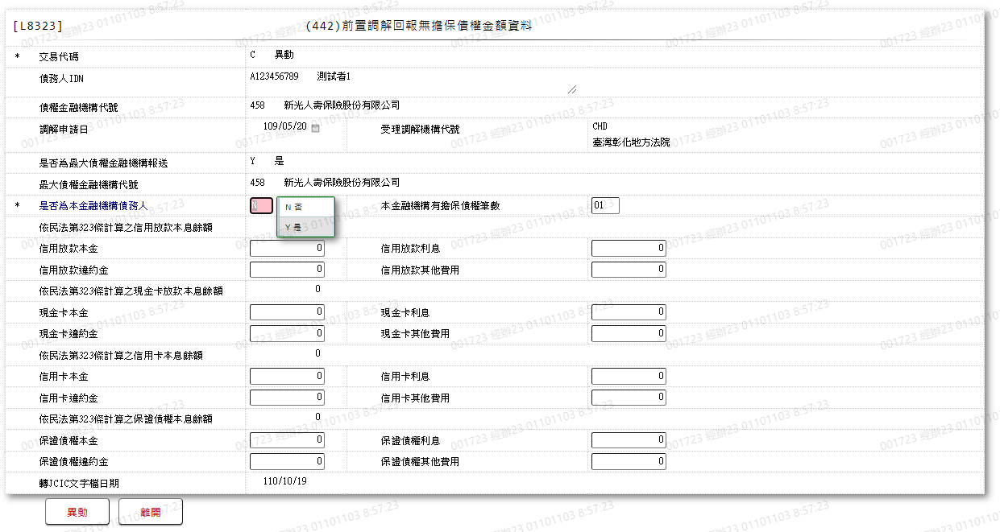 [L8323] (442)前置調解回報無擔保債權金額資料
* 交易代碼 C 異動
債務人IDN A123456789 測試者1
債權金融機構代號 458 新光人壽保險股份有限公司
調解申請日 109/05/20 受理調解機構代號 CHD
臺灣彰化地方法院
是否為最大債權金融機構報送 Y 是
最大債權金融機構代號 458 新光人壽保險股份有限公司
* 是否為本金融機構債務人 N N 否 本金融機構有擔保債權筆數 01
Y 是
依民法第323條計算之信用放款本息餘額
信用放款本金 0 信用放款利息 0
信用放款違約金 0 信用放款其他費用 0
依民法第323條計算之現金卡放款本息餘額 0
現金卡本金 0 現金卡利息 0
現金卡違約金 0 現金卡其他費用 0
依民法第323條計算之信用卡本息餘額 0
信用卡本金 0 信用卡利息 0
信用卡違約金 0 信用卡其他費用 0
依民法第323條計算之保證債權本息餘額 0
保證債權本金 0 保證債權利息 0
保證債權違約金 0 保證債權其他費用 0
轉JCIC文字檔日期 110/10/19
異動 離開
001723 經辦23 01101103 8:57:23